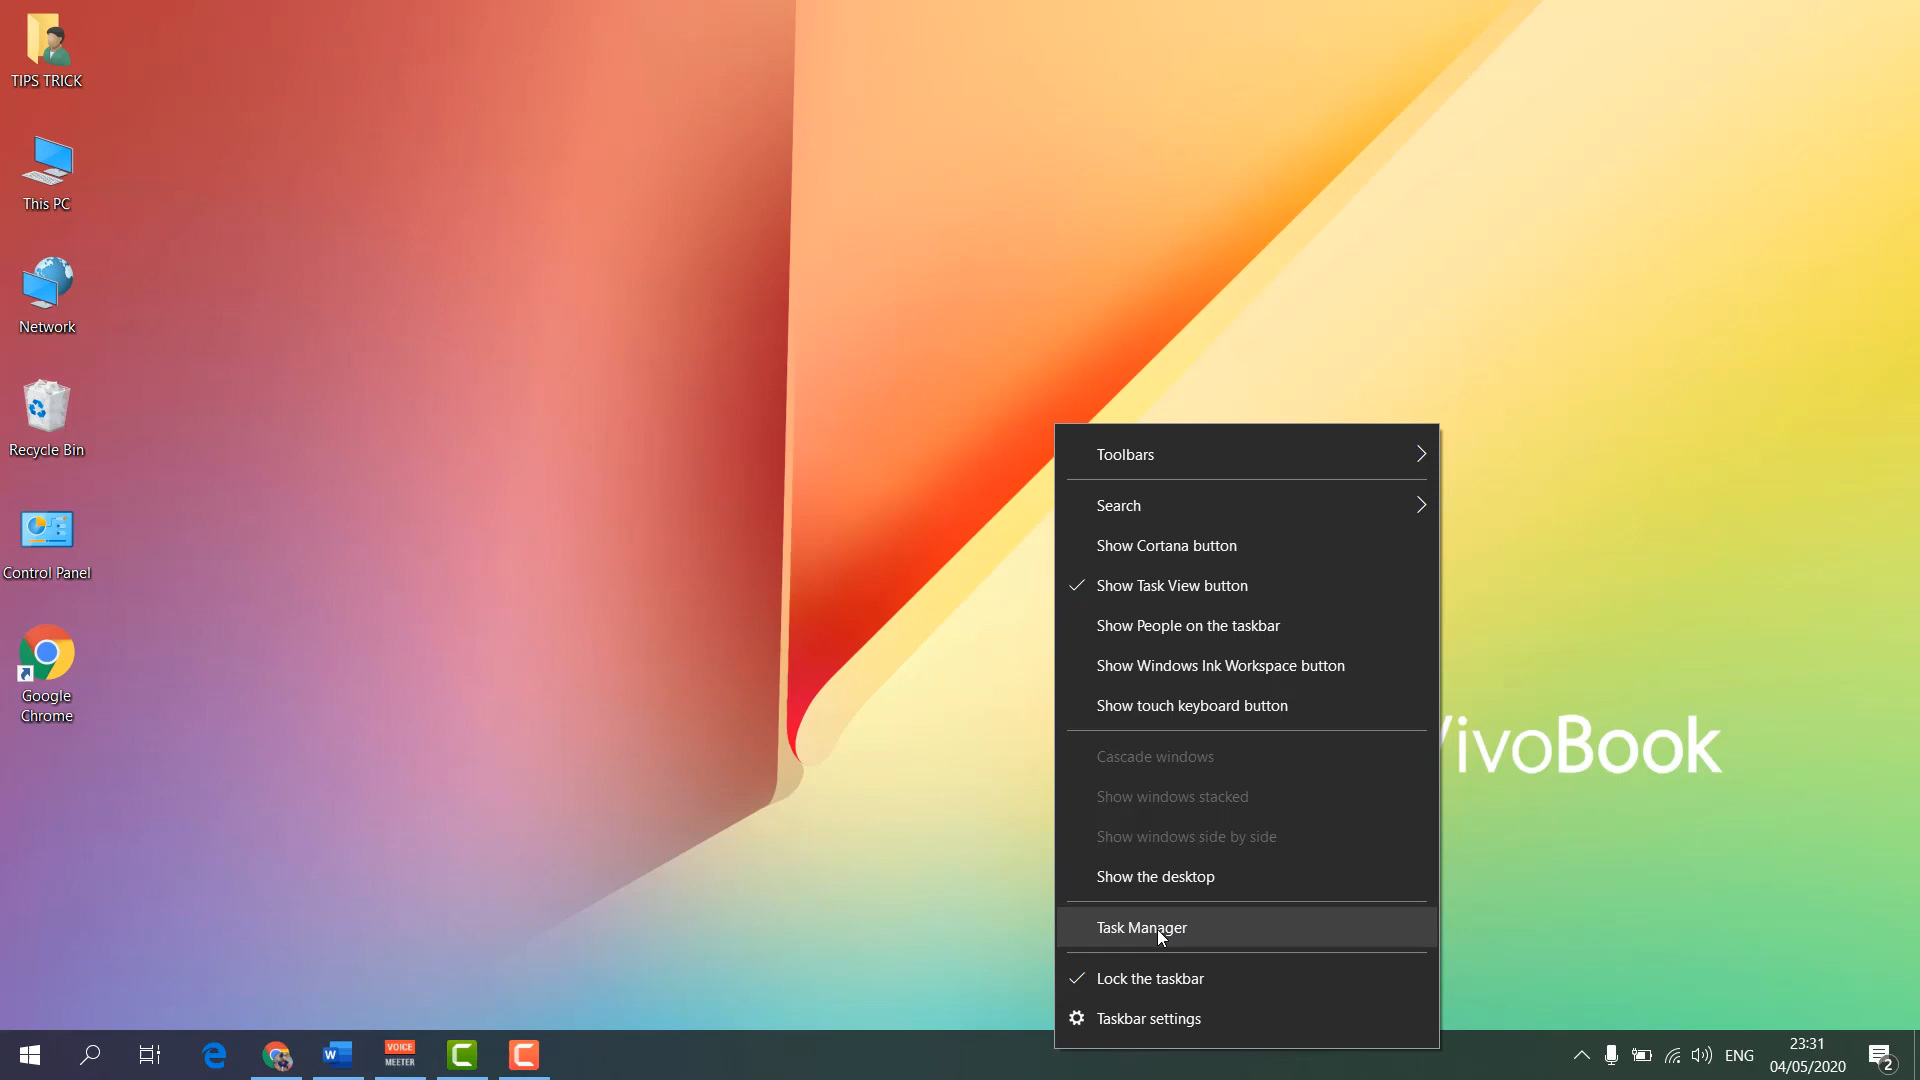 TIPS TRICK
This PC
Network
Recycle Bin
Control Panel
Google
Chrome
Toolbars
Search
Show Cortana button
Show Task View button
Show People on the taskbar
Show Windows Ink Workspace button
Show touch keyboard button
Cascade windows
Show windows stacked
Show windows side by side
Show the desktop
Task Manager
Lock the taskbar
Taskbar settings
VivoBook
W
VOICE
MEETER
ENG
23:31
04/05/2020
2